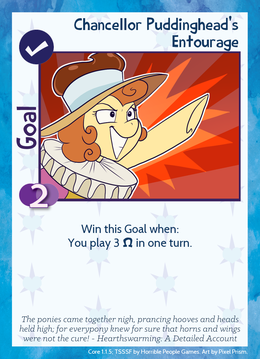 Chancellor Puddinghead's
Entourage
Goal
2
Win this Goal when:
You play 3 Ω in one turn.
The ponies came together nigh, prancing hooves and heads
held high; for everypony knew for sure that horns and wings
were not the cure! - Hearthswarming: A Detailed Account
Core 1.1.5; TSSSF by Horrible People Games. Art by Pixel Prism.